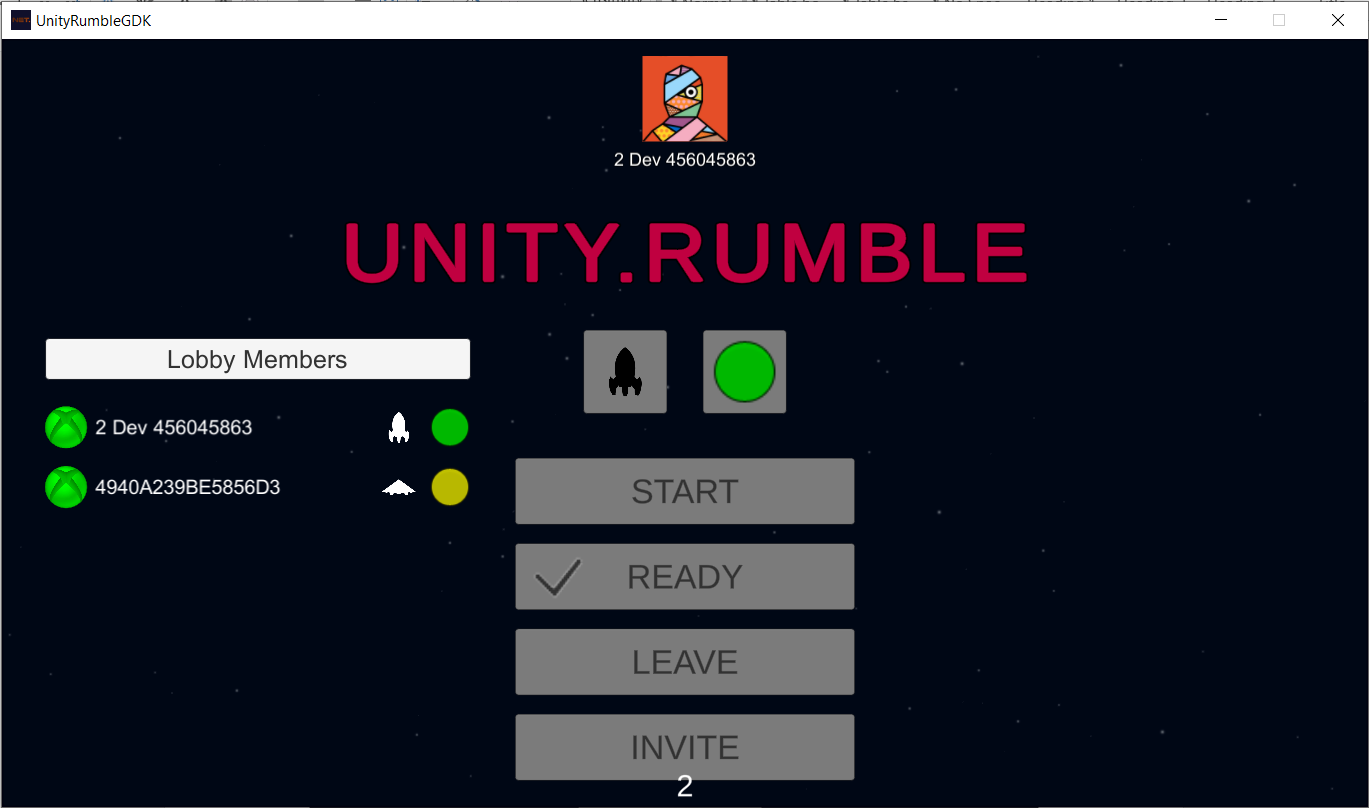 UnityRumbleGDK
2 Dev 456045863
UNITY.RUMBLE
Lobby Members
2 Dev 456045863
4940A239BE5856D3
START
READY
LEAVE
INVITE
2